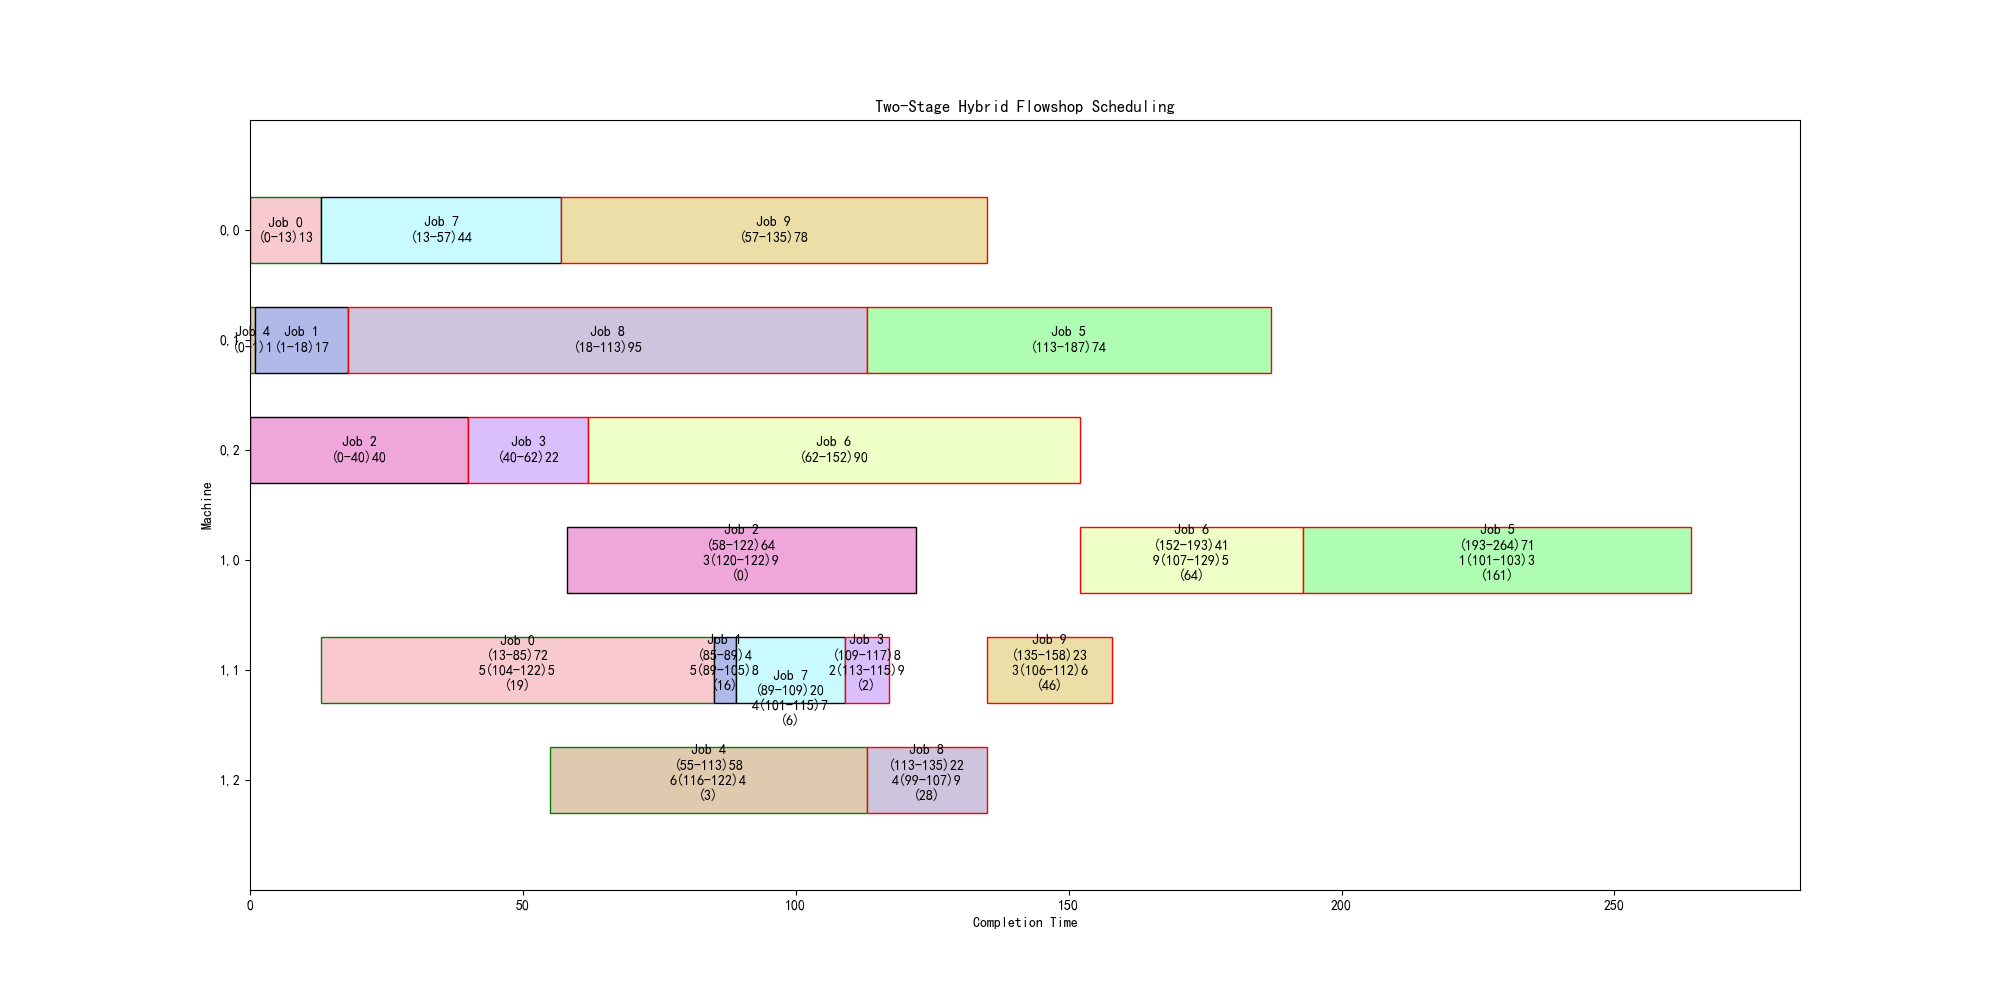 Two-Stage Hybrid Flowshop Scheduling
Machine
0,0
Job 0
(0-13)13
Job 7
(13-57)44
Job 9
(57-135)78
0,1
Job 4
(0-1)1
Job 1
(1-18)17
Job 8
(18-113)95
Job 5
(113-187)74
0,2
Job 2
(0-40)40
Job 3
(40-62)22
Job 6
(62-152)90
1,0
Job 2
(58-122)64
3(120-122)9
(0)
Job 6
(152-193)41
9(107-129)5
(64)
Job 5
(193-264)71
1(101-103)3
(161)
1,1
Job 0
(13-85)72
5(104-122)5
(19)
Job 1
(85-89)4
5(89-105)8
(16)
Job 7
(89-109)20
4(101-115)7
(6)
Job 3
(109-117)8
2(113-115)9
(2)
Job 9
(135-158)23
3(106-112)6
(46)
1,2
Job 4
(55-113)58
6(116-122)4
(3)
Job 8
(113-135)22
4(99-107)9
(28)
0
50
100
150
200
250
Completion Time